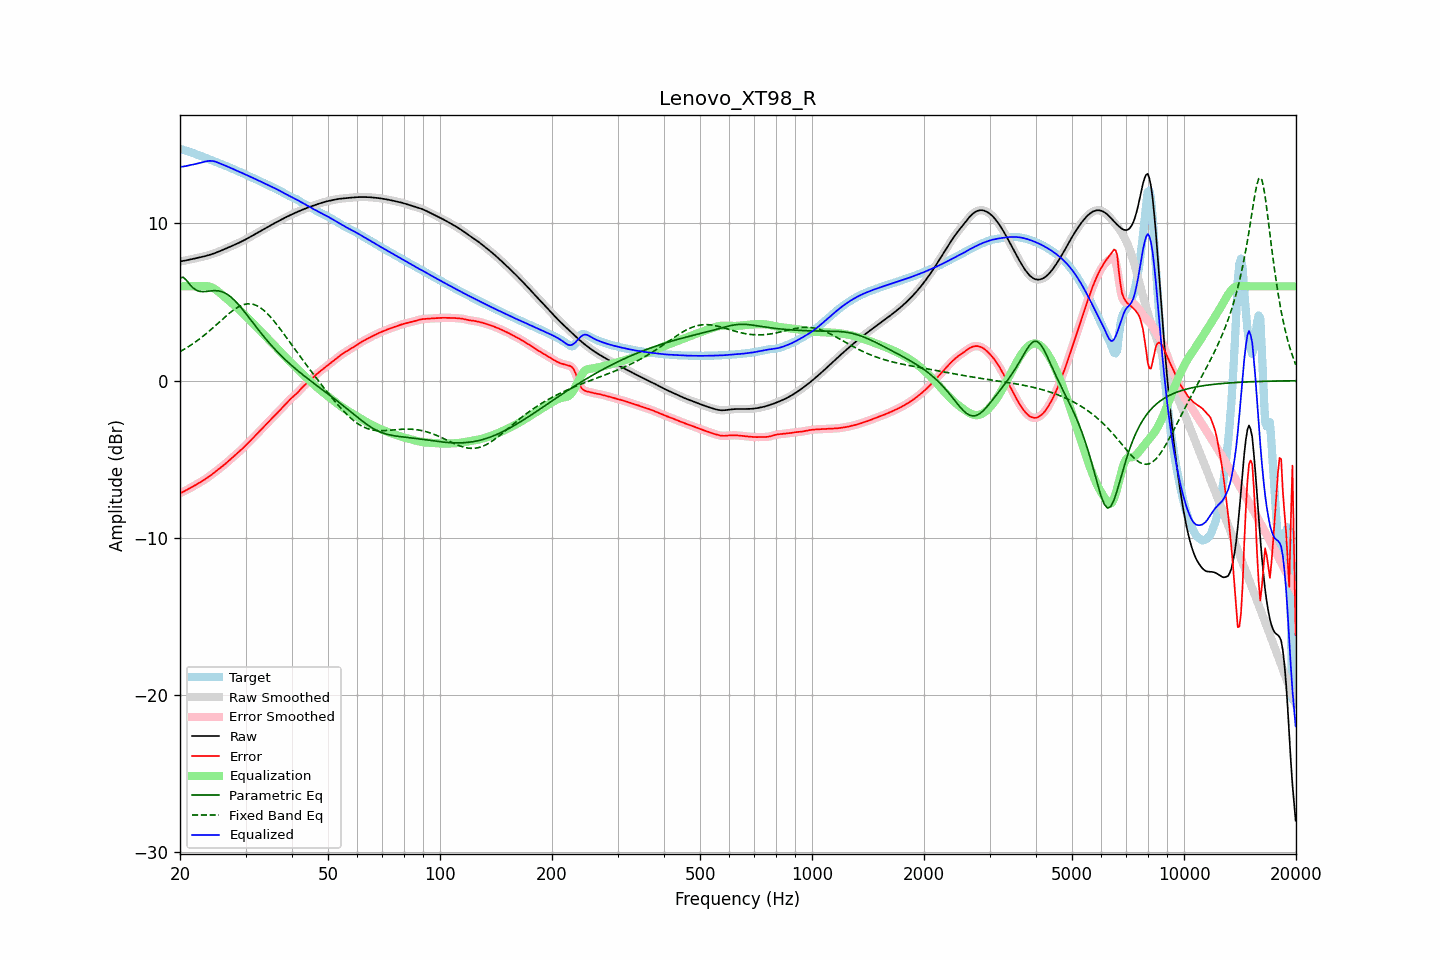 Lenovo_XT98_R
Amplitude (dBr)
10
0
−10
−20
−30
Target
Raw Smoothed
Error Smoothed
Raw
Error
Equalization
Parametric Eq
Fixed Band Eq
Equalized
20 50 100 200 500 1000 2000 5000 10000 20000
Frequency (Hz)